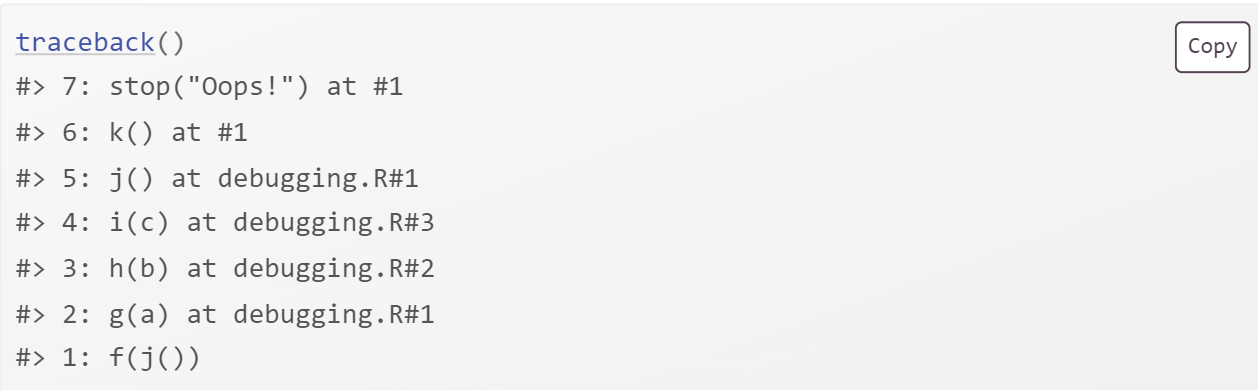 traceback()
Copy
#> 7: stop("Oops!") at #1
#> 6: k() at #1
#> 5: j() at debugging.R#1
#> 4: i(c) at debugging.R#3
#> 3: h(b) at debugging.R#2
#> 2: g(a) at debugging.R#1
#> 1: f(j())